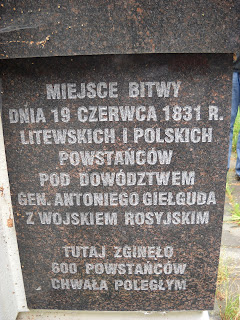 MIEJSCE BITWY
DNIA 19 CZERWCA 1831 R.
LITEWSKICH I POLSKICH
POWSTAŃCÓW
POD DOWÓDZTWEM
GEN. ANTONIEGO GIEŁGUDA
Z WOJSKIEM ROSYJSKIM
TUTAJ ZGINEŁO
600 POWSTAŃCÓW
CHWAŁA POLEGŁYM